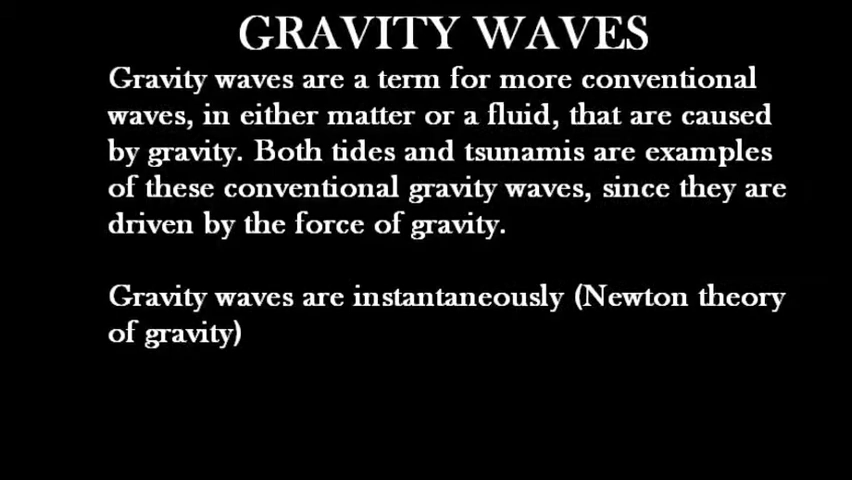 GRAVITY WAVES
Gravity waves are a term for more conventional
waves, in either matter or a fluid, that are caused
by gravity. Both tides and tsunamis are examples
of these conventional gravity waves, since they are
driven by the force of gravity.
Gravity waves are instantaneously (Newton theory
of gravity)